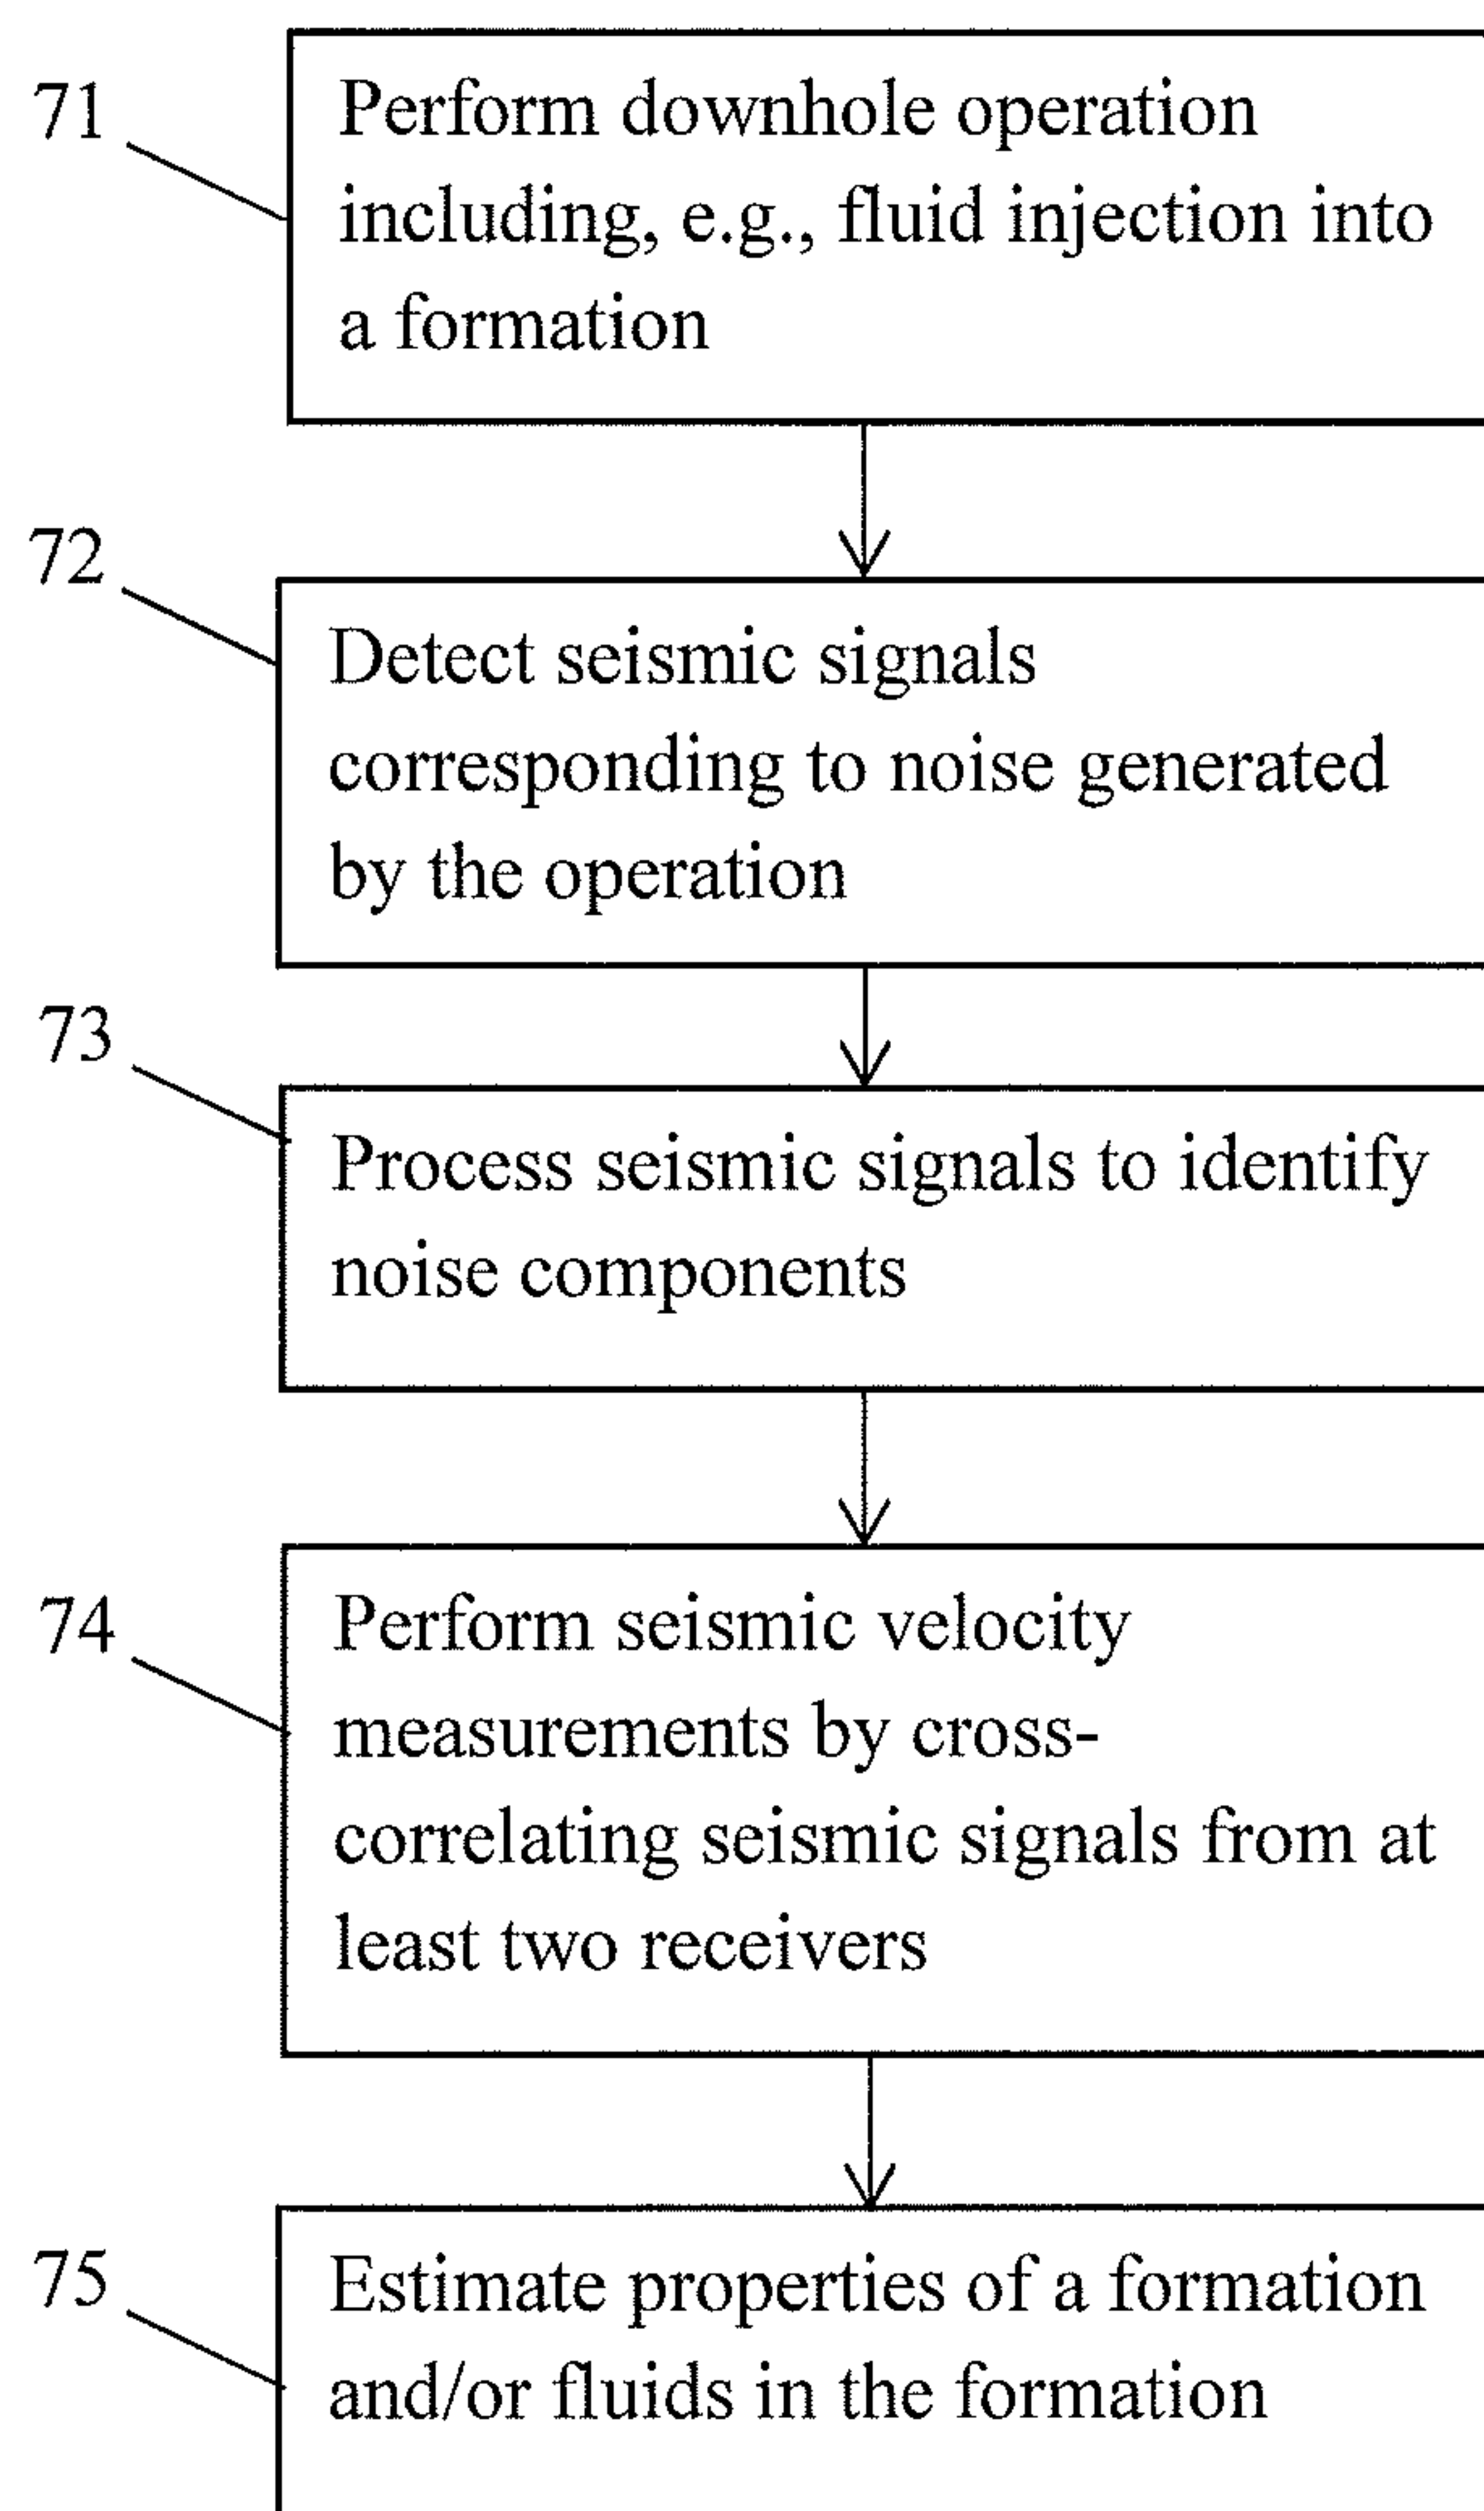 71
Perform downhole operation
including, e.g., fluid injection into
a formation
72
Detect seismic signals
corresponding to noise generated
by the operation
73
Process seismic signals to identify
noise components
74
Perform seismic velocity
measurements by cross-
correlating seismic signals from at
least two receivers
75
Estimate properties of a formation
and/or fluids in the formation